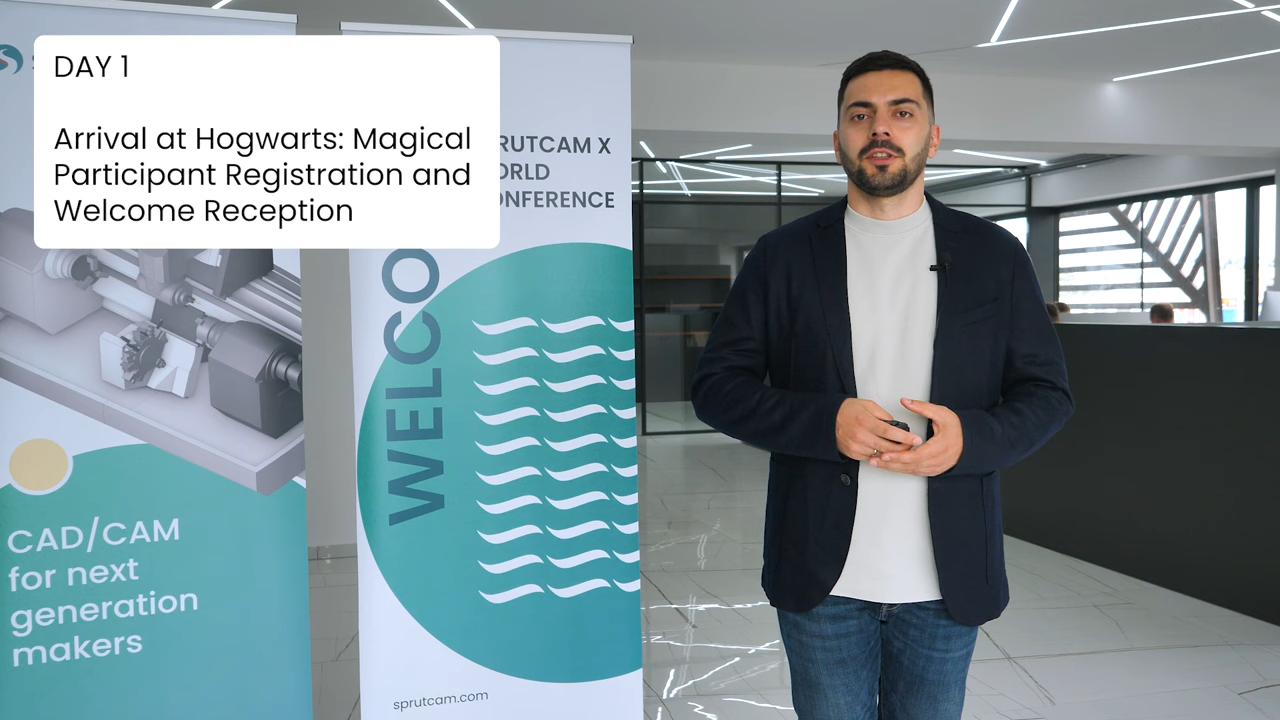 DAY 1
Arrival at Hogwarts: Magical
Participant Registration and
Welcome Reception
RUTCAM X
ORLD
ONFERENCE
WELCO
CAD/CAM
for next
generation
makers
sprutcam.com